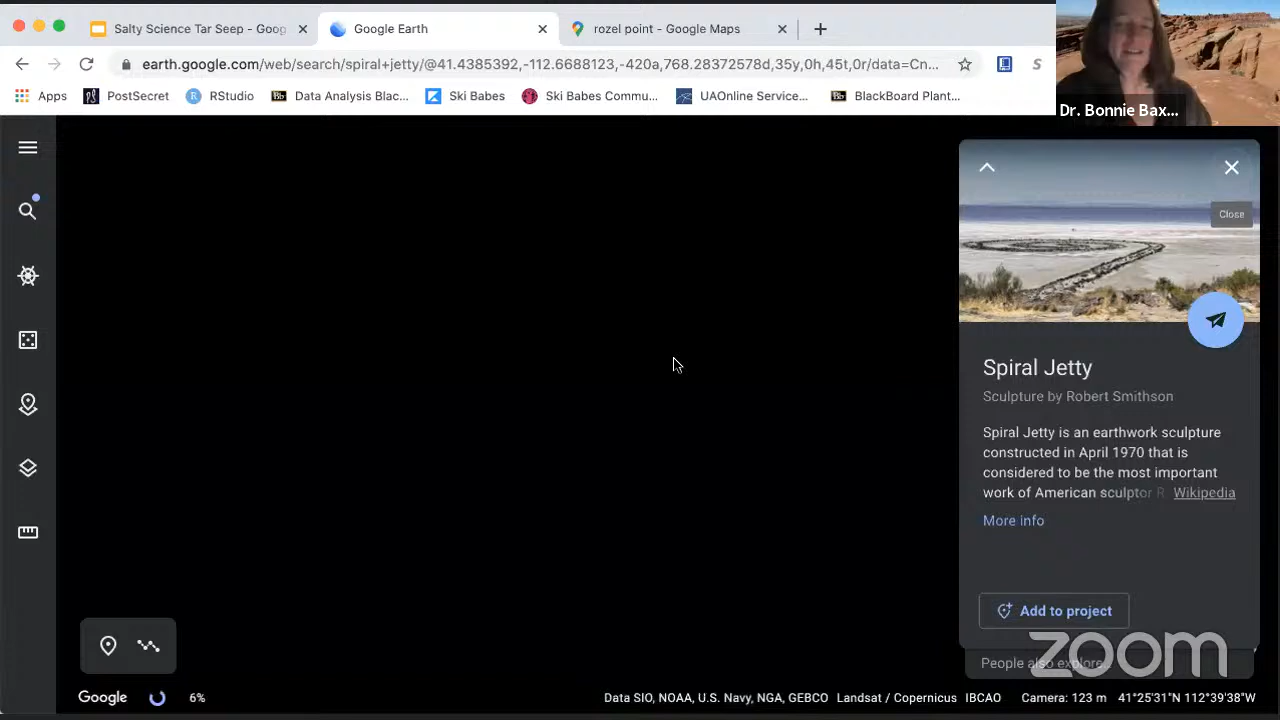 Salty Science Tar Seep - Goog
Google Earth
rozel point - Google Maps
earth.google.com/web/search/spiral+jetty/@41.4385392,-112.6688123,-420a,768.28372578d,35y,0h,45t,0r/data=Cn...
Apps
PostSecret
RStudio
Data Analysis Blac...
Ski Babes
Ski Babes Commu...
UAOnline Service...
BlackBoard Plant...
Dr. Bonnie Bax...
Close
Spiral Jetty
Sculpture by Robert Smithson
Spiral Jetty is an earthwork sculpture
constructed in April 1970 that is
considered to be the most important
work of American sculptor R Wikipedia
More info
Add to project
People also explore...
zoom
Google
6%
Data SIO, NOAA, U.S. Navy, NGA, GEBCO Landsat / Copernicus IBCAO Camera: 123 m 41°25'31"N 112°39'38"W